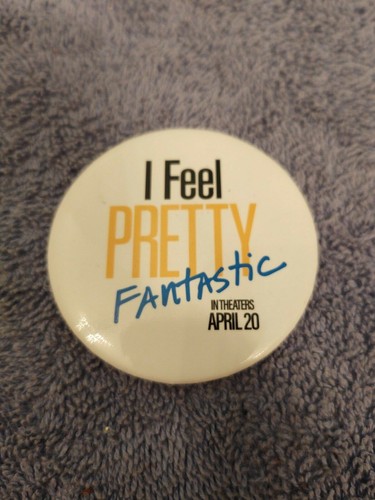 I Feel
PRETTY
FANTASTIC
IN THEATERS
APRIL 20